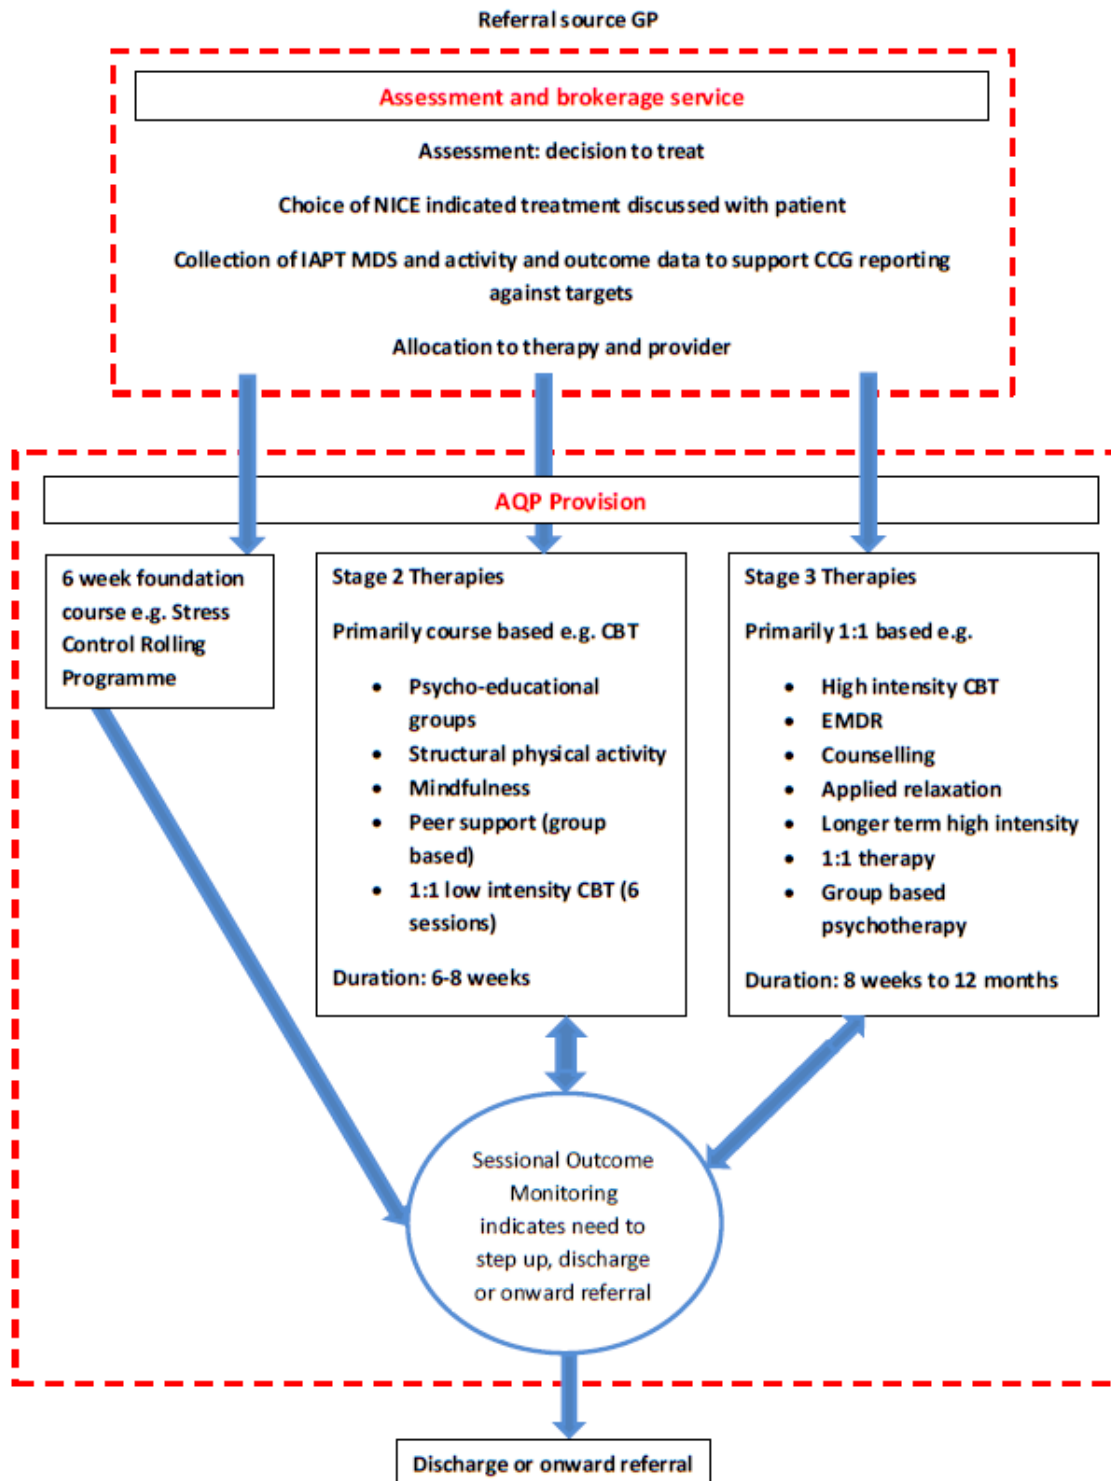 Referral source GP
Assessment and brokerage service
Assessment: decision to treat
Choice of NICE indicated treatment discussed with patient
Collection of IAPT MDS and activity and outcome data to support CCG reporting
against targets
Allocation to therapy and provider
AQP Provision
6 week foundation
course e.g. Stress
Control Rolling
Programme
Stage 2 Therapies
Primarily course based e.g. CBT
• Psycho-educational
groups
• Structural physical activity
• Mindfulness
• Peer support (group
based)
• 1:1 low intensity CBT (6
sessions)
Duration: 6-8 weeks
Stage 3 Therapies
Primarily 1:1 based e.g.
• High intensity CBT
• EMDR
• Counselling
• Applied relaxation
• Longer term high intensity
• 1:1 therapy
• Group based
psychotherapy
Duration: 8 weeks to 12 months
Sessional Outcome
Monitoring
indicates need to
step up, discharge
or onward referral
Discharge or onward referral